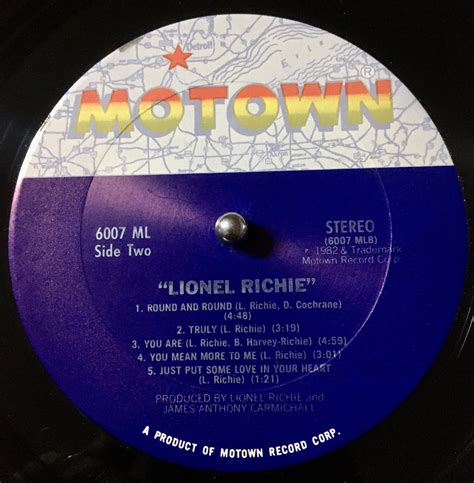 Detroit
MOTOWN®
6007 ML
Side Two
STEREO
(6007 MLB)
℗ 1982 & Trademark
Motown Record Corp.
"LIONEL RICHIE"
1. ROUND AND ROUND (L. Richie, D. Cochrane)
(4:48)
2. TRULY (L. Richie) (3:19)
3. YOU ARE (L. Richie, B. Harvey-Richie) (4:59)
4. YOU MEAN MORE TO ME (L. Richie) (3:01)
5. JUST PUT SOME LOVE IN YOUR HEART
(L. Richie) (1:21)
PRODUCED BY LIONEL RICHIE and
JAMES ANTHONY CARMICHAEL
A PRODUCT OF MOTOWN RECORD CORP.